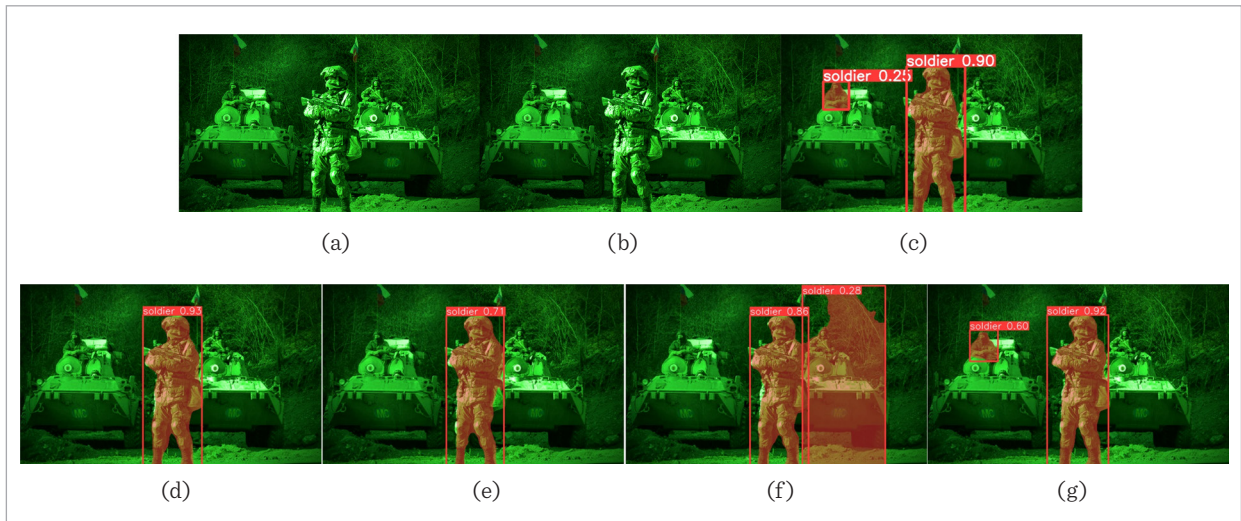 soldier 0.25
soldier 0.90
(a)
(b)
(c)
soldier 0.93
soldier 0.71
soldier 0.86
soldier 0.28
soldier 0.60
soldier 0.92
(d)
(e)
(f)
(g)